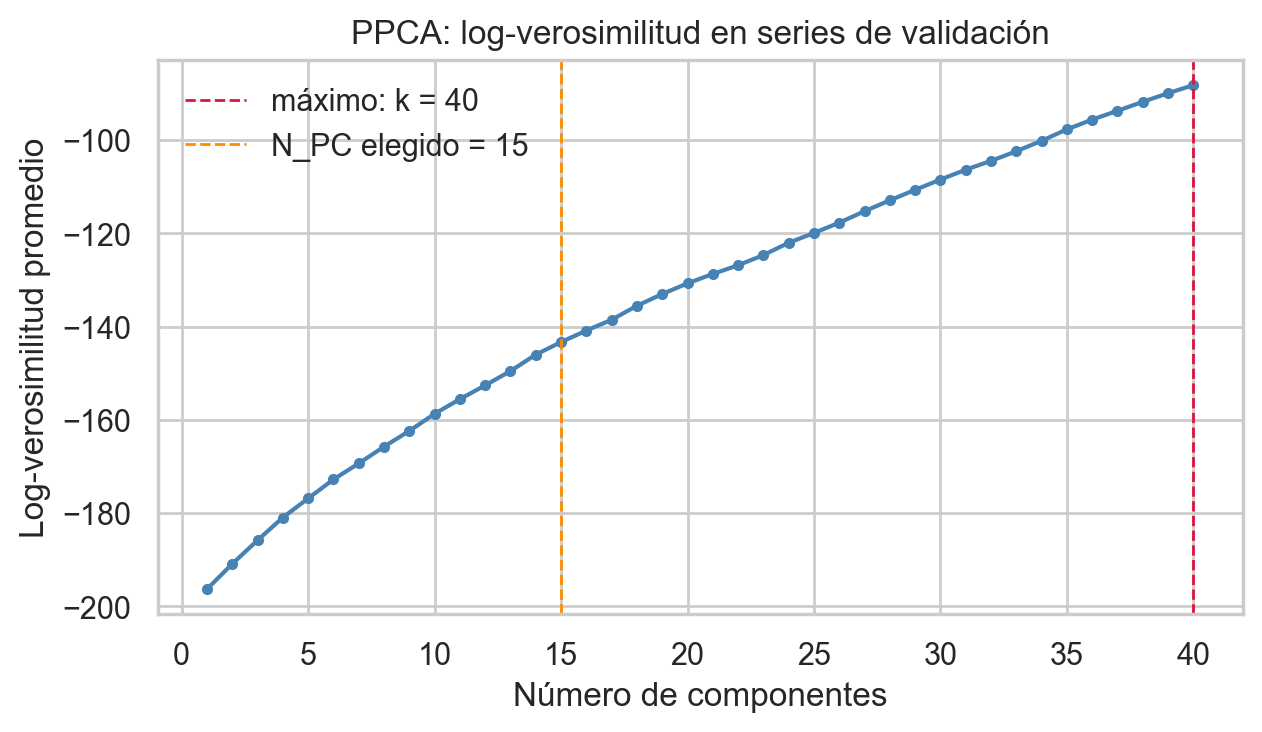 PPCA: log-verosimilitud en series de validación
máximo: k = 40
N_PC elegido = 15
Log-verosimilitud promedio
−100
−120
−140
−160
−180
−200
0 5 10 15 20 25 30 35 40
Número de componentes